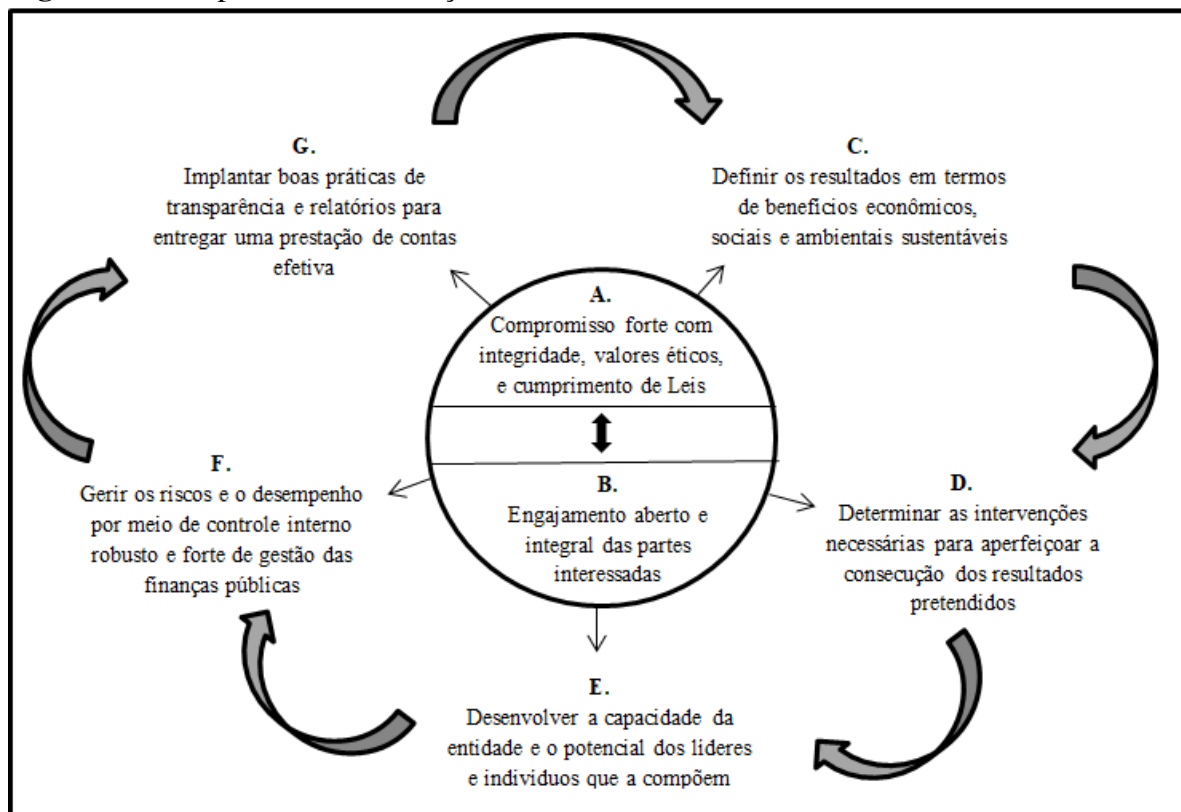 G.
Implantar boas práticas de
transparência e relatórios para
entregar uma prestação de contas
efetiva
C.
Definir os resultados em termos
de benefícios econômicos,
sociais e ambientais sustentáveis
A.
Compromisso forte com
integridade, valores éticos,
e cumprimento de Leis
B.
Engajamento aberto e
integral das partes
interessadas
F.
Gerir os riscos e o desempenho
por meio de controle interno
robusto e forte de gestão das
finanças públicas
D.
Determinar as intervenções
necessárias para aperfeiçoar a
consecução dos resultados
pretendidos
E.
Desenvolver a capacidade da
entidade e o potencial dos líderes
e individuos que a compõem